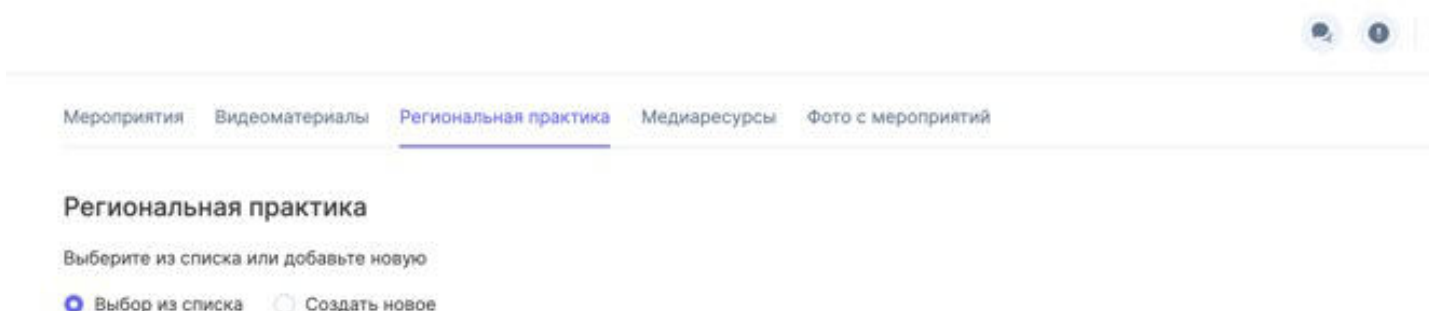 Мероприятия Видеоматериалы Региональная практика Медиаресурсы Фото с мероприятий
Региональная практика
Выберите из списка или добавьте новую
Выбор из списка Создать новое